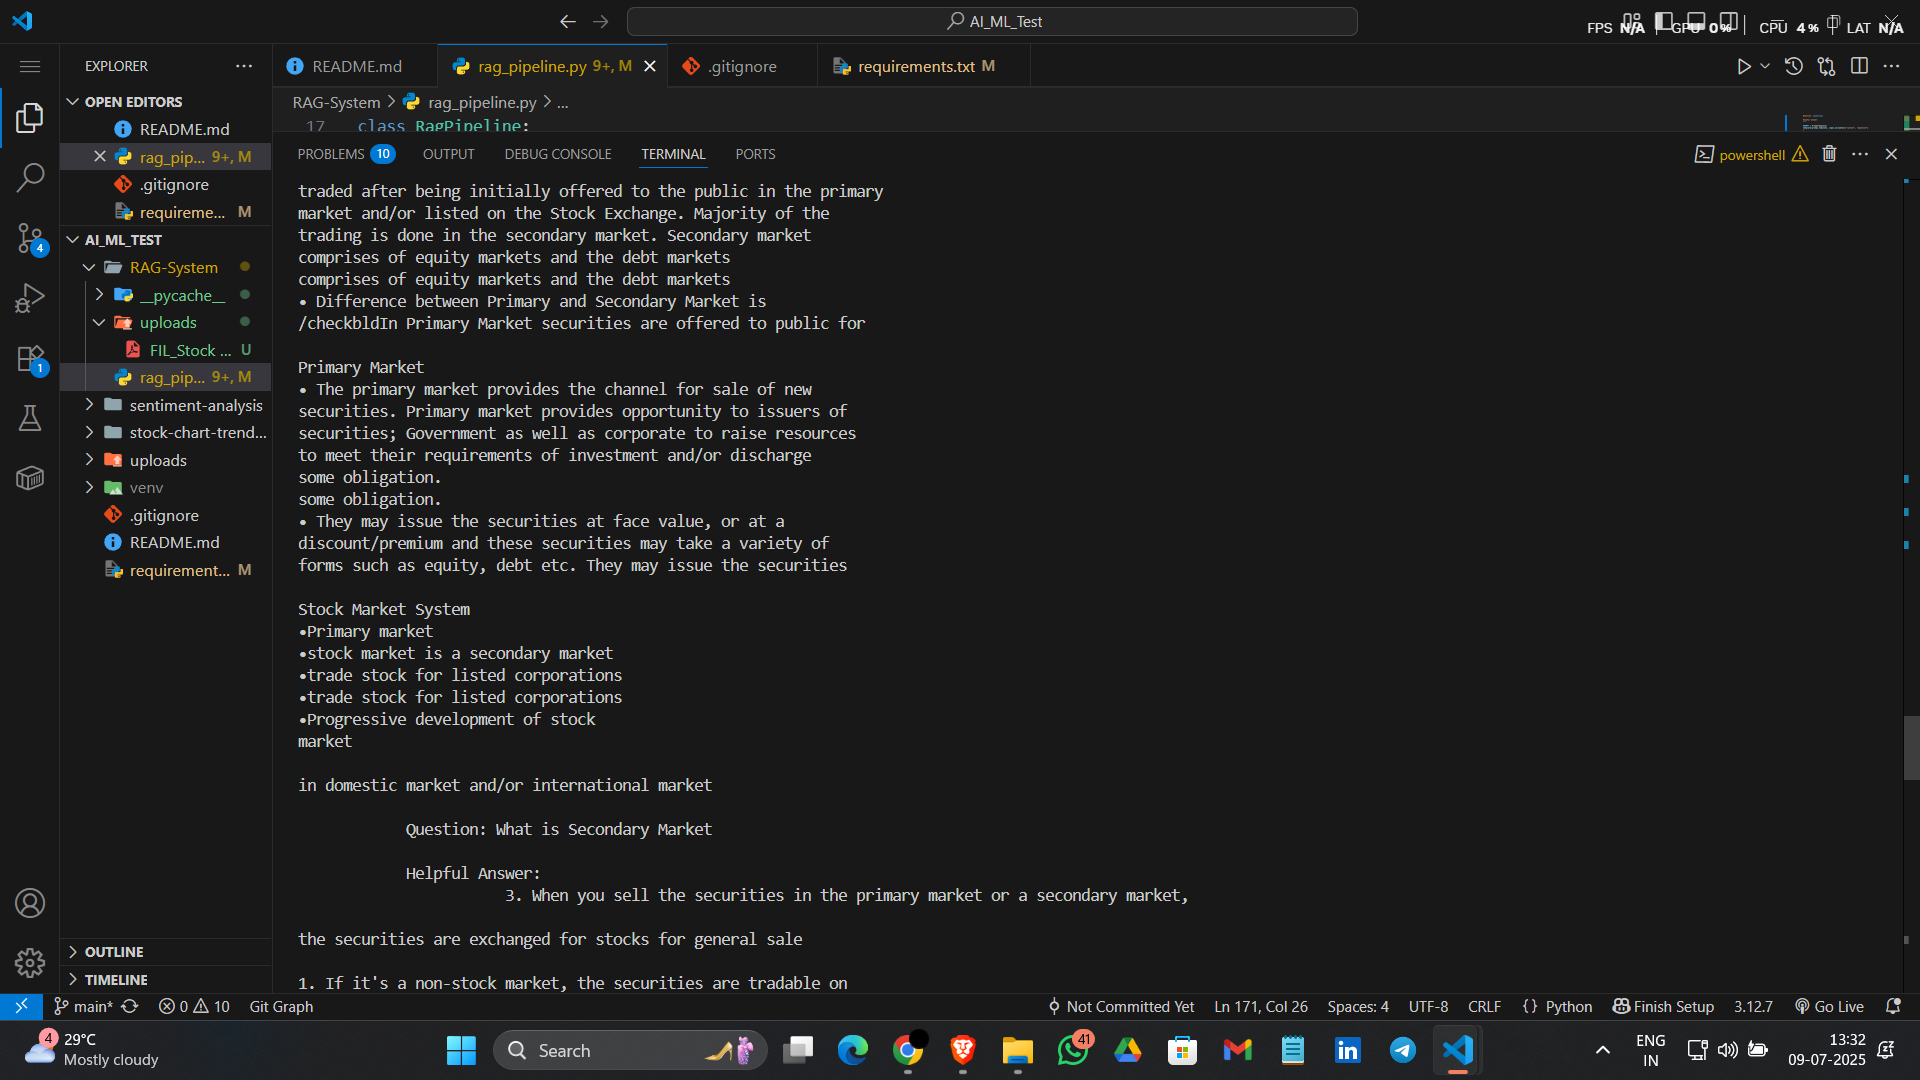 AI_ML_Test
FPS N/A GPU 0% CPU 4% LAT N/A
EXPLORER
README.md
rag_pipeline.py 9+, M
.gitignore
requirements.txt M
OPEN EDITORS
README.md
rag_pip... 9+, M
.gitignore
requireme... M
AI_ML_TEST
RAG-System
__pycache__
uploads
FIL_Stock ... U
rag_pip... 9+, M
sentiment-analysis
stock-chart-trend...
uploads
venv
.gitignore
README.md
requirement... M
OUTLINE
TIMELINE
4
1
RAG-System > rag_pipeline.py > ...
17 class RagPipeline:
PROBLEMS 10 OUTPUT DEBUG CONSOLE TERMINAL PORTS
powershell
traded after being initially offered to the public in the primary
market and/or listed on the Stock Exchange. Majority of the
trading is done in the secondary market. Secondary market
comprises of equity markets and the debt markets
comprises of equity markets and the debt markets
• Difference between Primary and Secondary Market is
/checkbldIn Primary Market securities are offered to public for
Primary Market
• The primary market provides the channel for sale of new
securities. Primary market provides opportunity to issuers of
securities; Government as well as corporate to raise resources
to meet their requirements of investment and/or discharge
some obligation.
some obligation.
• They may issue the securities at face value, or at a
discount/premium and these securities may take a variety of
forms such as equity, debt etc. They may issue the securities
Stock Market System
•Primary market
•stock market is a secondary market
•trade stock for listed corporations
•trade stock for listed corporations
•Progressive development of stock
market
in domestic market and/or international market
Question: What is Secondary Market
Helpful Answer:
3. When you sell the securities in the primary market or a secondary market,
the securities are exchanged for stocks for general sale
1. If it's a non-stock market, the securities are tradable on
main* 0 10 Git Graph
Not Committed Yet Ln 171, Col 26 Spaces: 4 UTF-8 CRLF {} Python Finish Setup 3.12.7 Go Live
4
29°C
Mostly cloudy
Search
41
ENG
IN
13:32
09-07-2025